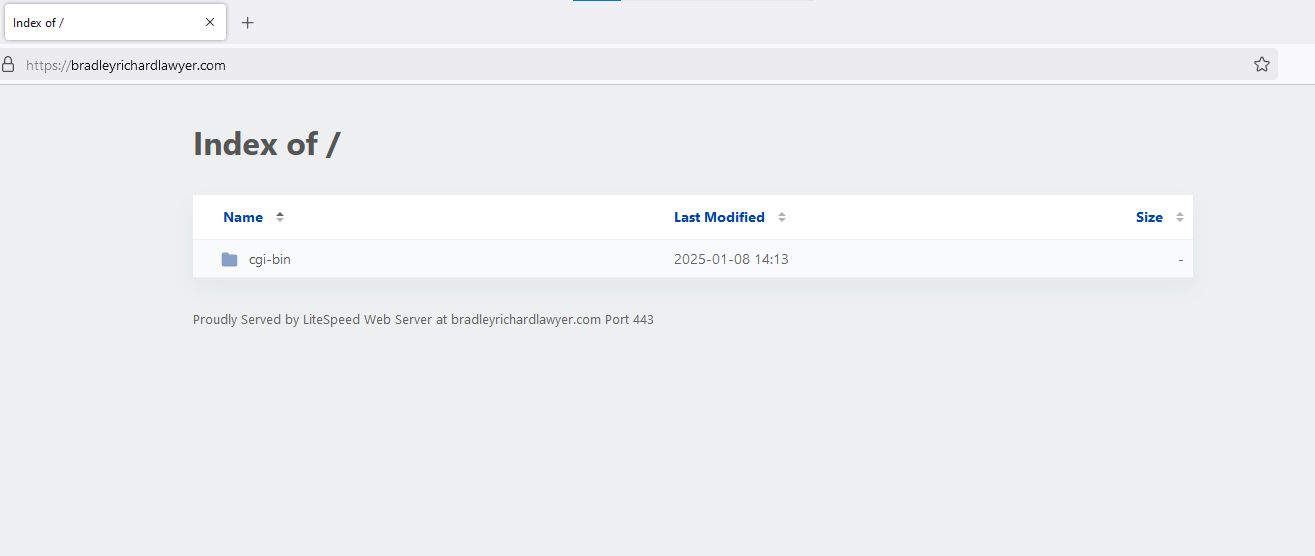 Index of /
https://bradleyrichardlawyer.com
Index of /
Name Last Modified Size
cgi-bin 2025-01-08 14:13 -
Proudly Served by LiteSpeed Web Server at bradleyrichardlawyer.com Port 443